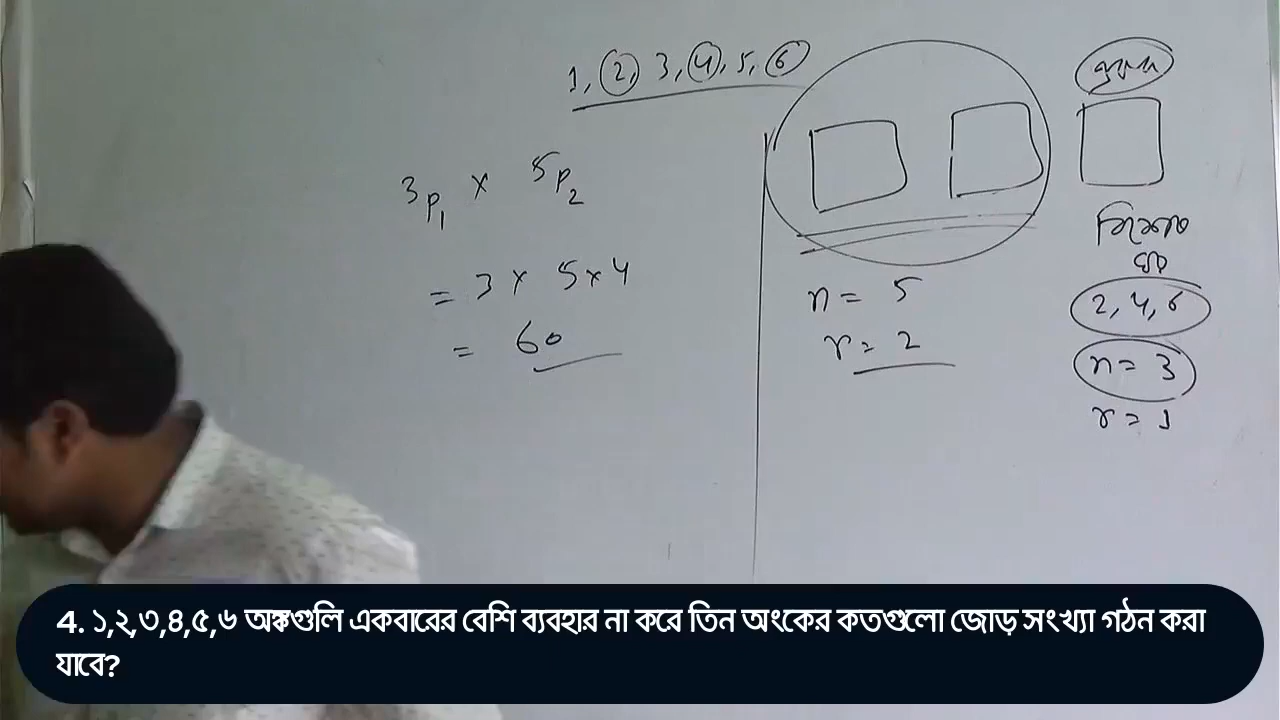 1, 2, 3, 4, 5, 6
3P1 × 5P2
= 3 × 5 × 4
= 60
n = 5
r = 2
2, 4, 6
n = 3
r = 1
4. ১,২,৩,৪,৫,৬ অঙ্কগুলি একবারের বেশি ব্যবহার না করে তিন অংকের কতগুলো জোড় সংখ্যা গঠন করা
যাবে?